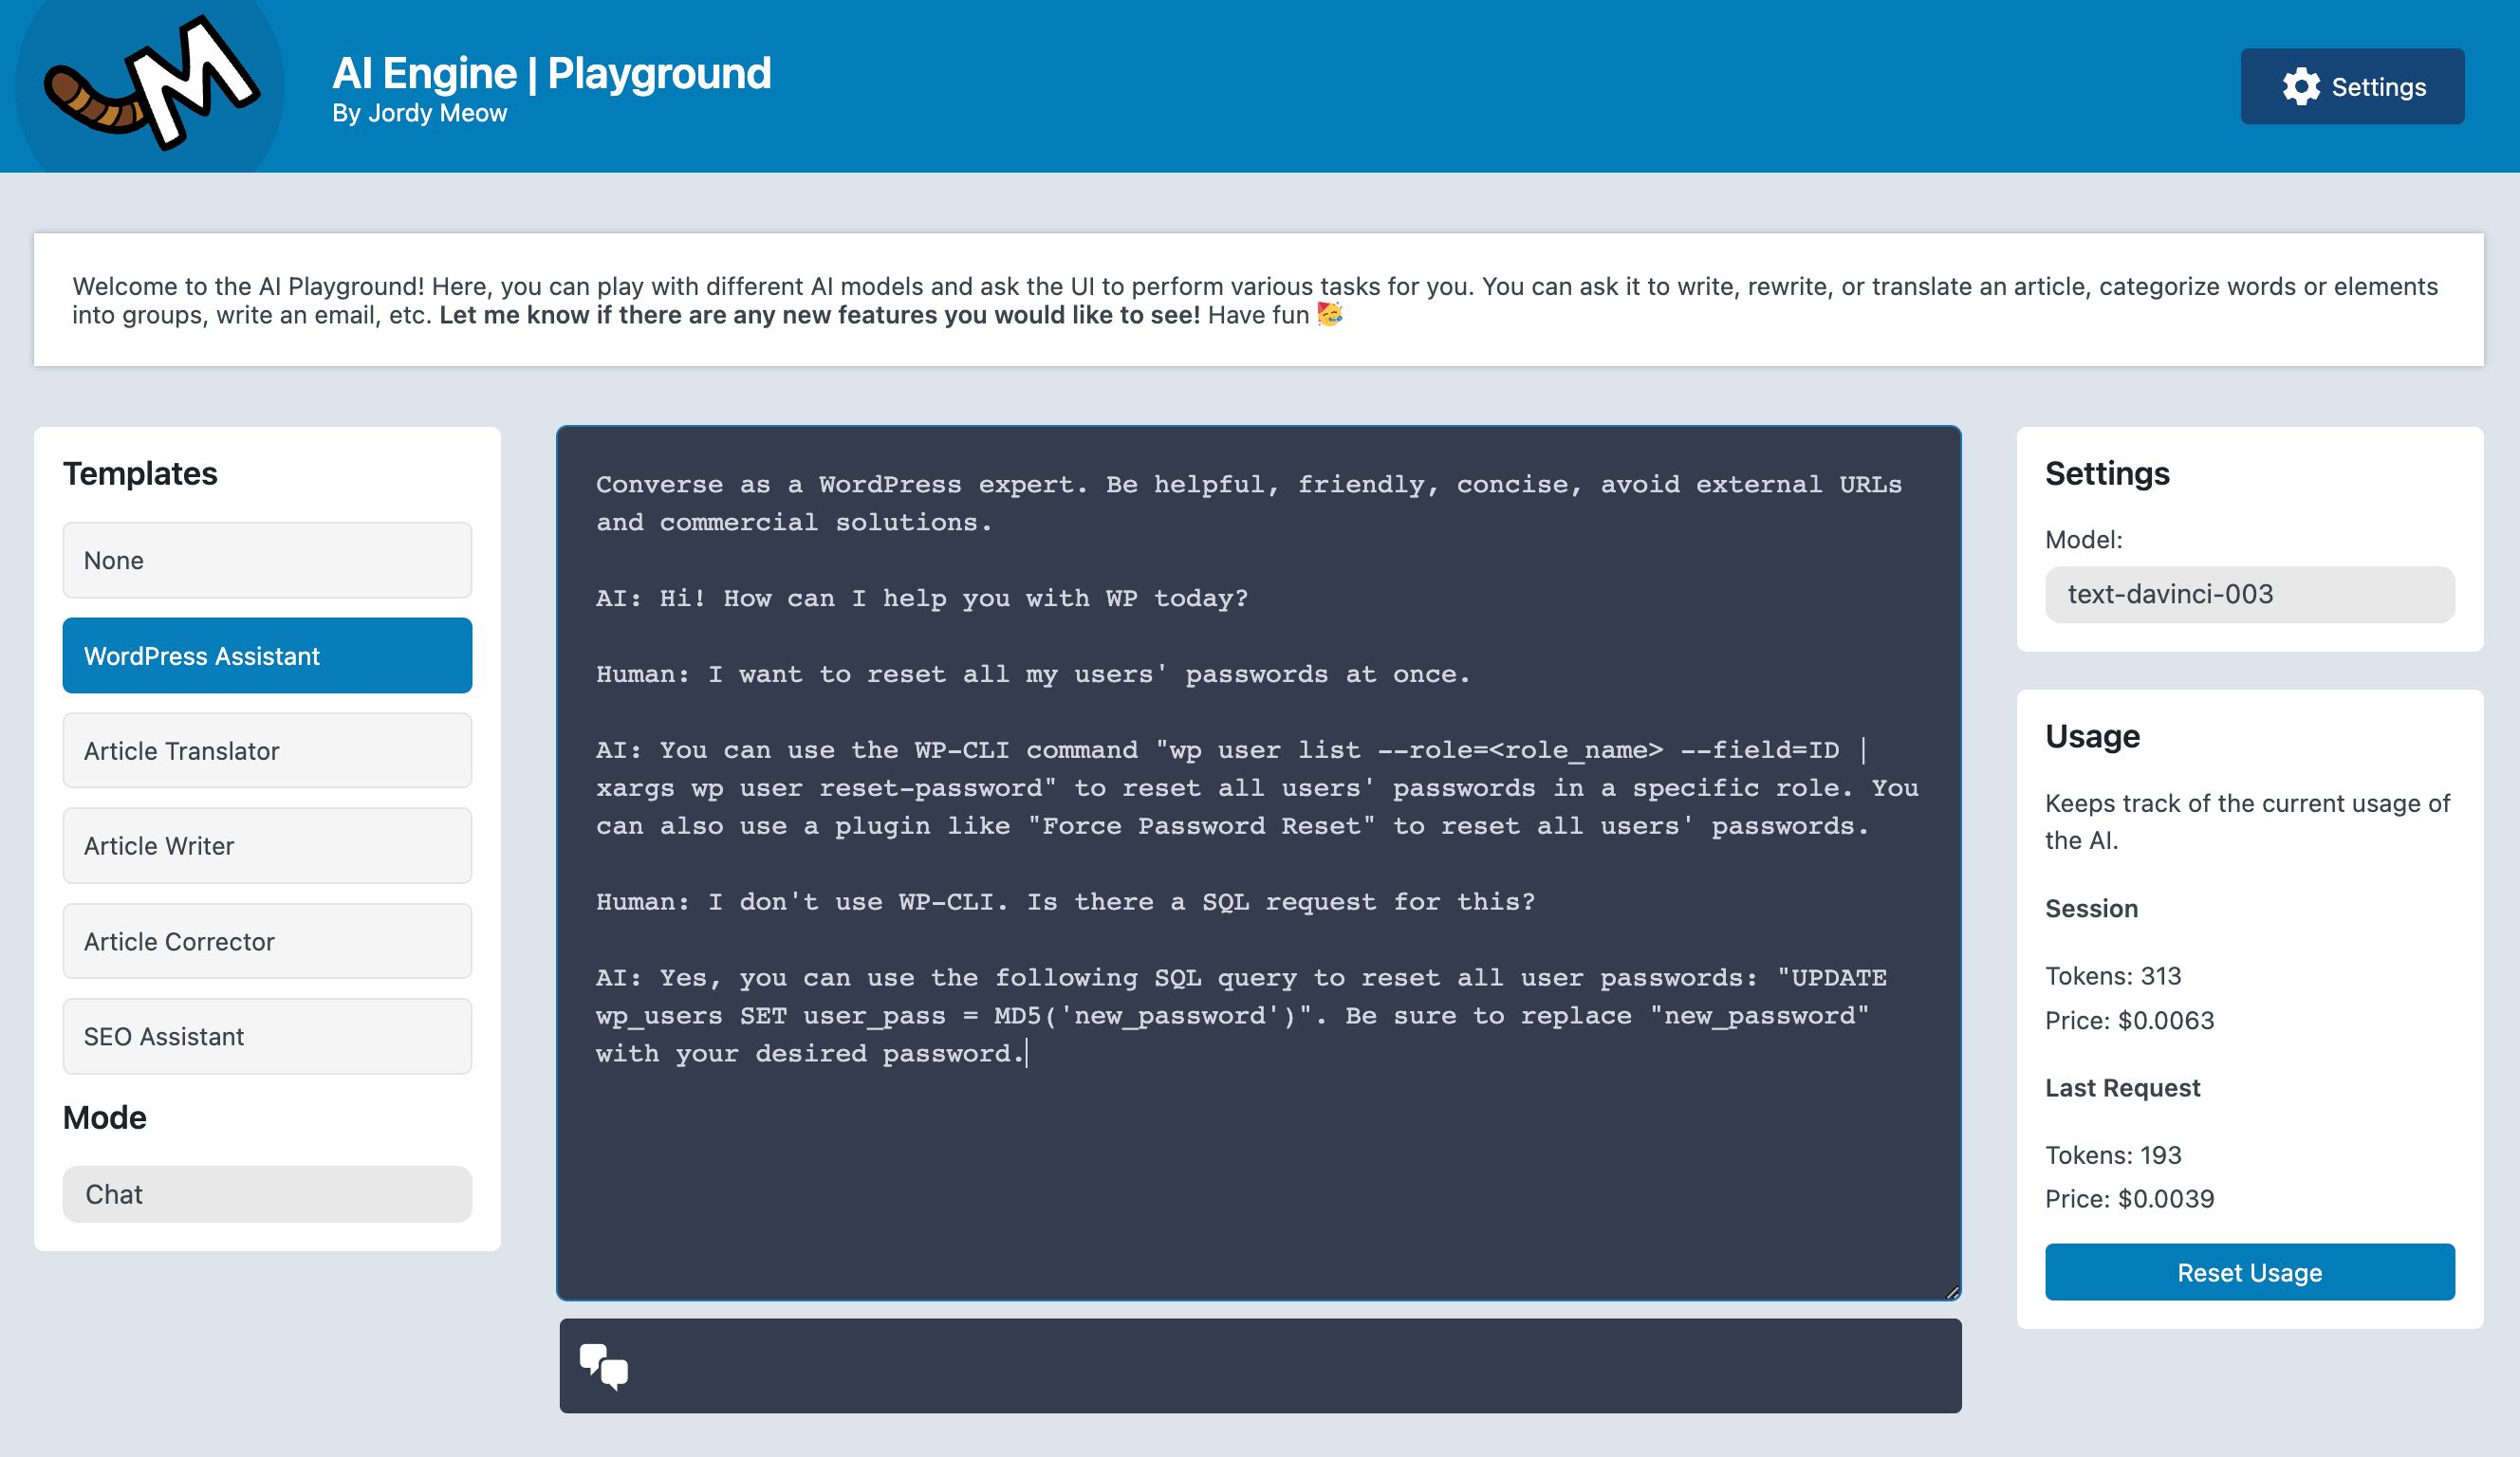 M
AI Engine | Playground
By Jordy Meow
Settings
Welcome to the AI Playground! Here, you can play with different AI models and ask the UI to perform various tasks for you. You can ask it to write, rewrite, or translate an article, categorize words or elements
into groups, write an email, etc. Let me know if there are any new features you would like to see! Have fun 🥳
Templates
None
WordPress Assistant
Article Translator
Article Writer
Article Corrector
SEO Assistant
Mode
Chat
Converse as a WordPress expert. Be helpful, friendly, concise, avoid external URLs
and commercial solutions.
AI: Hi! How can I help you with WP today?
Human: I want to reset all my users' passwords at once.
AI: You can use the WP-CLI command "wp user list --role=<role_name> --field=ID |
xargs wp user reset-password" to reset all users' passwords in a specific role. You
can also use a plugin like "Force Password Reset" to reset all users' passwords.
Human: I don't use WP-CLI. Is there a SQL request for this?
AI: Yes, you can use the following SQL query to reset all user passwords: "UPDATE
wp_users SET user_pass = MD5('new_password')". Be sure to replace "new_password"
with your desired password.
Settings
Model:
text-davinci-003
Usage
Keeps track of the current usage of
the AI.
Session
Tokens: 313
Price: $0.0063
Last Request
Tokens: 193
Price: $0.0039
Reset Usage